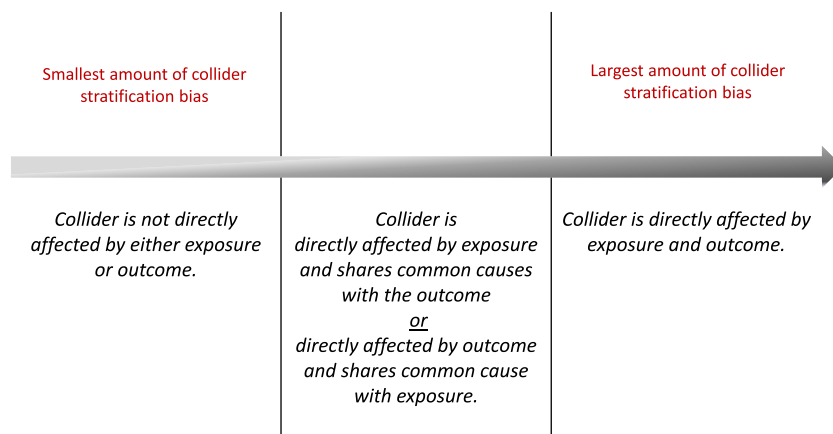 Smallest amount of collider
stratification bias
Largest amount of collider
stratification bias
Collider is not directly
affected by either exposure
or outcome.
Collider is
directly affected by exposure
and shares common causes
with the outcome
or
directly affected by outcome
and shares common cause
with exposure.
Collider is directly affected by
exposure and outcome.